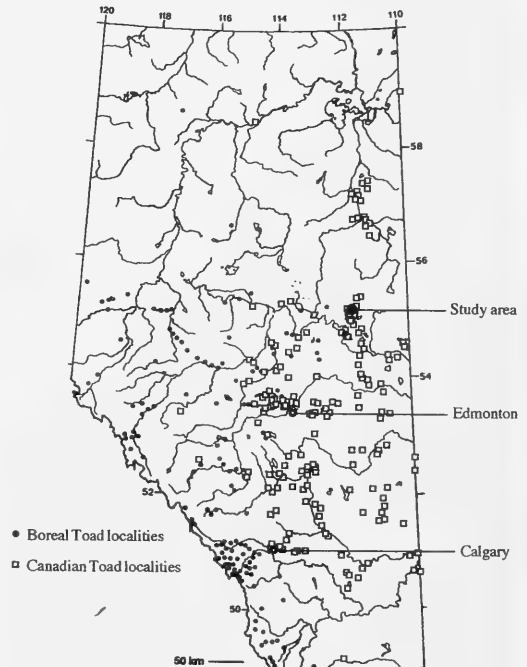 120 118 116 114 112 110
58
56
Study area
54
Edmonton
52
Boreal Toad localities
Calgary
Canadian Toad localities
50
50 km